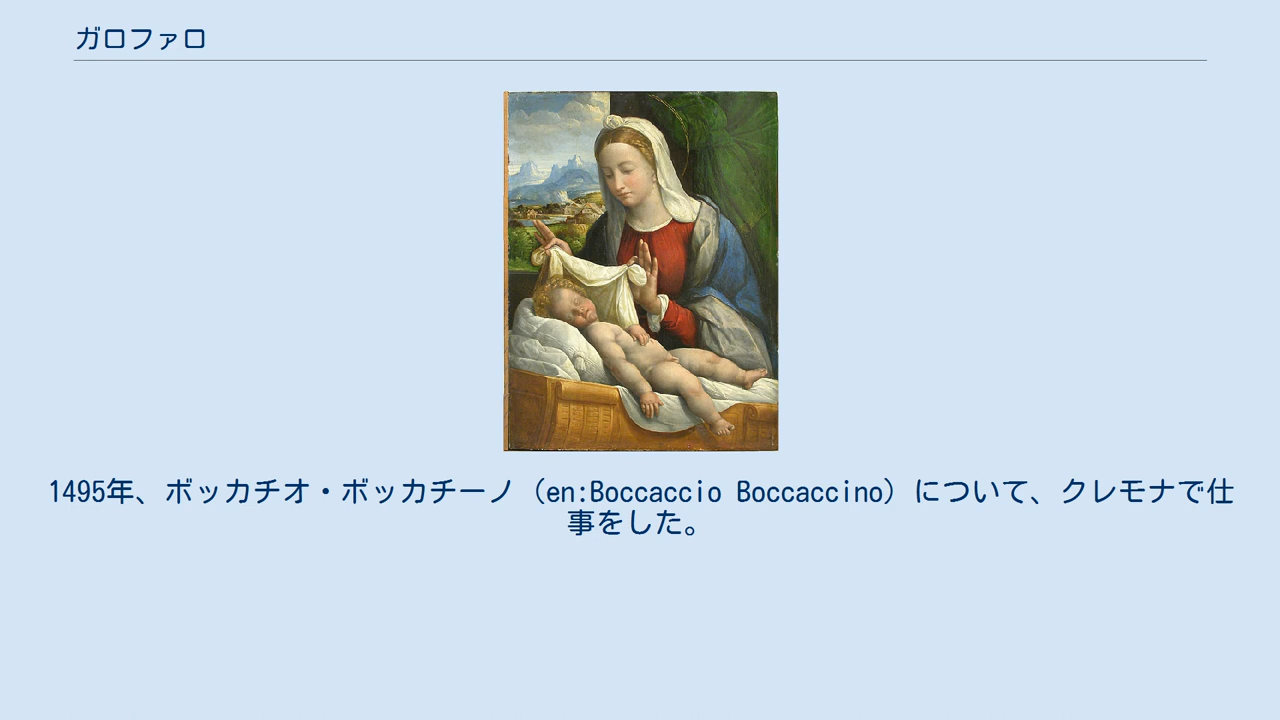 ガロファロ
1495年、ボッカチオ・ボッカチーノ（en:Boccaccio Boccaccino）について、クレモナで仕
事をした。